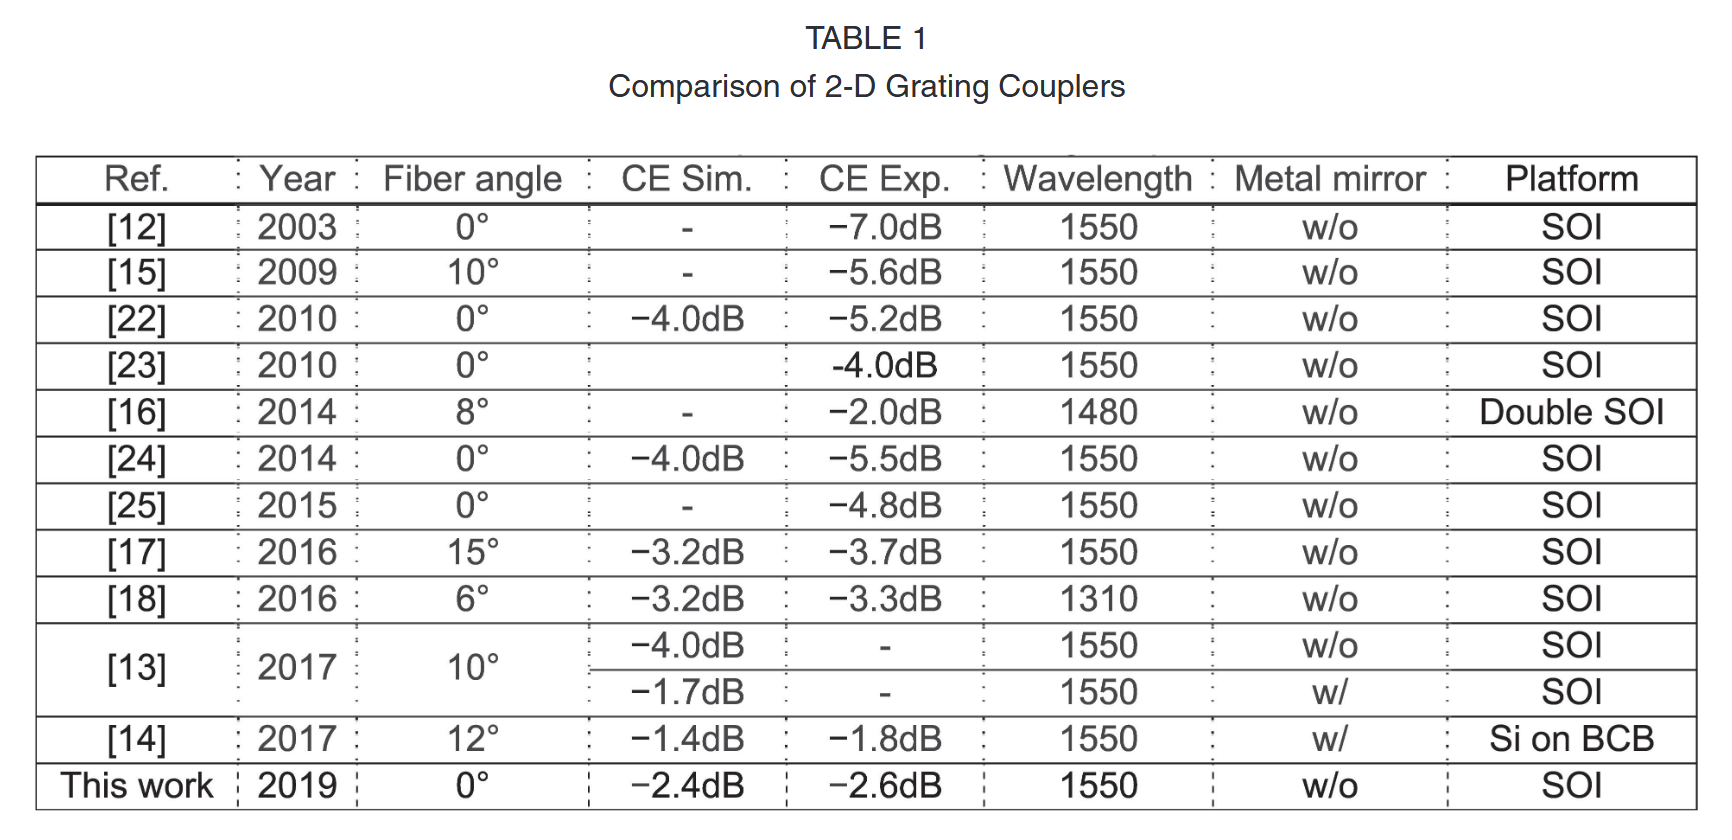 TABLE 1
Comparison of 2-D Grating Couplers
Ref. Year Fiber angle CE Sim. CE Exp. Wavelength Metal mirror Platform
[12] 2003 0° - −7.0dB 1550 w/o SOI
[15] 2009 10° - −5.6dB 1550 w/o SOI
[22] 2010 0° −4.0dB −5.2dB 1550 w/o SOI
[23] 2010 0° -4.0dB 1550 w/o SOI
[16] 2014 8° - −2.0dB 1480 w/o Double SOI
[24] 2014 0° −4.0dB −5.5dB 1550 w/o SOI
[25] 2015 0° - −4.8dB 1550 w/o SOI
[17] 2016 15° −3.2dB −3.7dB 1550 w/o SOI
[18] 2016 6° −3.2dB −3.3dB 1310 w/o SOI
[13] 2017 10° −4.0dB - 1550 w/o SOI
−1.7dB - 1550 w/ SOI
[14] 2017 12° −1.4dB −1.8dB 1550 w/ Si on BCB
This work 2019 0° −2.4dB −2.6dB 1550 w/o SOI